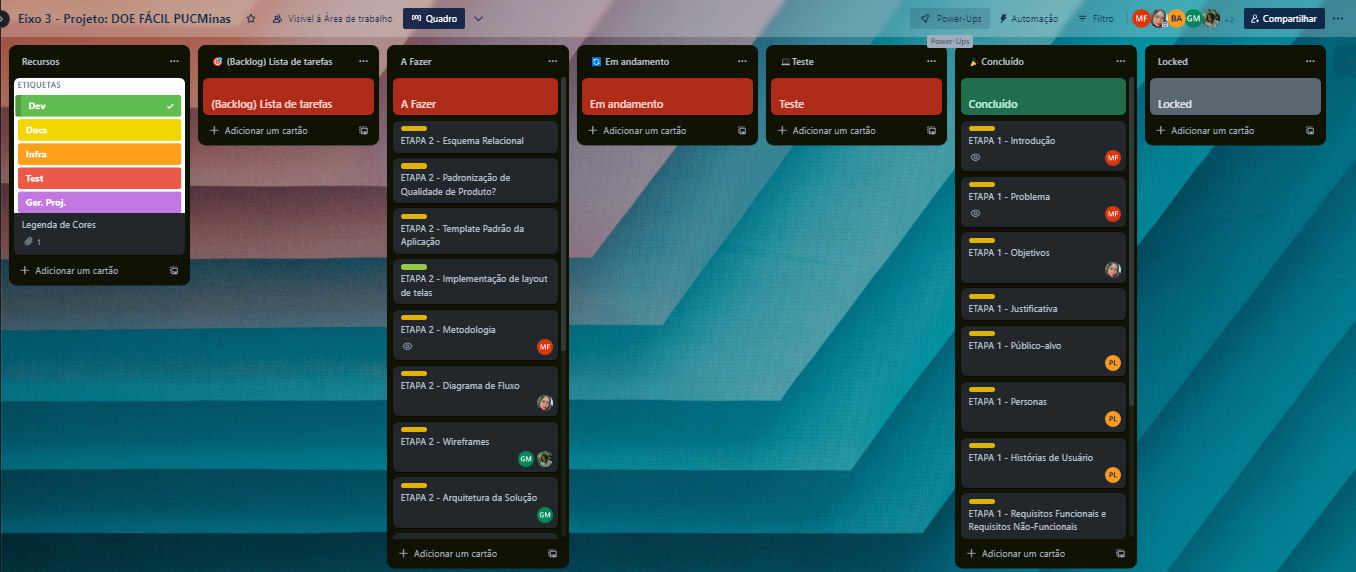 Eixo 3 - Projeto: DOE FÁCIL PUCMinas
Visível à Área de trabalho
Quadro
Power-Ups
Automação
Filtro
MF
BA
GM
+2
Compartilhar
Power-Ups
Recursos
ETIQUETAS
Dev
Docs
Infra
Test
Ger. Proj.
Legenda de Cores
1
Adicionar um cartão
(Backlog) Lista de tarefas
(Backlog) Lista de tarefas
Adicionar um cartão
A Fazer
A Fazer
ETAPA 2 - Esquema Relacional
ETAPA 2 - Padronização de
Qualidade de Produto?
ETAPA 2 - Template Padrão da
Aplicação
ETAPA 2 - Implementação de layout
de telas
ETAPA 2 - Metodologia
MF
ETAPA 2 - Diagrama de Fluxo
ETAPA 2 - Wireframes
GM
ETAPA 2 - Arquitetura da Solução
GM
Adicionar um cartão
Em andamento
Em andamento
Adicionar um cartão
Teste
Teste
Adicionar um cartão
Concluído
Concluído
ETAPA 1 - Introdução
MF
ETAPA 1 - Problema
MF
ETAPA 1 - Objetivos
ETAPA 1 - Justificativa
ETAPA 1 - Público-alvo
PL
ETAPA 1 - Personas
PL
ETAPA 1 - Histórias de Usuário
PL
ETAPA 1 - Requisitos Funcionais e
Requisitos Não-Funcionais
Adicionar um cartão
Locked
Locked
Adicionar um cartão